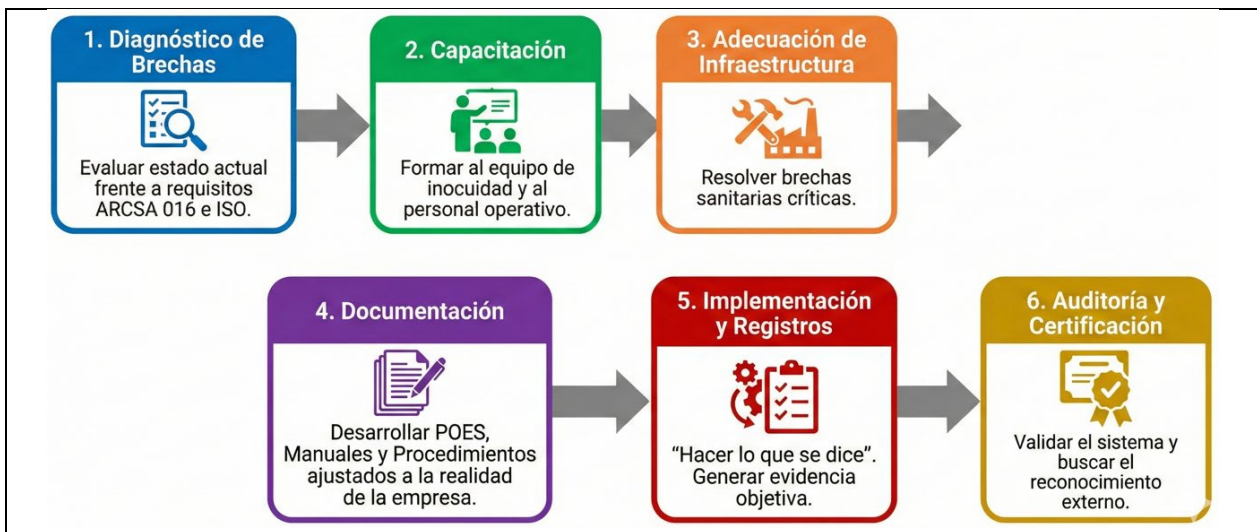 1. Diagnóstico de
Brechas
Evaluar estado actual
frente a requisitos
ARCSA 016 e ISO.
2. Capacitación
Formar al equipo de
inocuidad y al
personal operativo.
3. Adecuación de
Infraestructura
Resolver brechas
sanitarias críticas.
4. Documentación
Desarrollar POES,
Manuales y Procedimientos
ajustados a la realidad
de la empresa.
5. Implementación
y Registros
“Hacer lo que se dice”.
Generar evidencia
objetiva.
6. Auditoría y
Certificación
Validar el sistema y
buscar el
reconocimiento
externo.